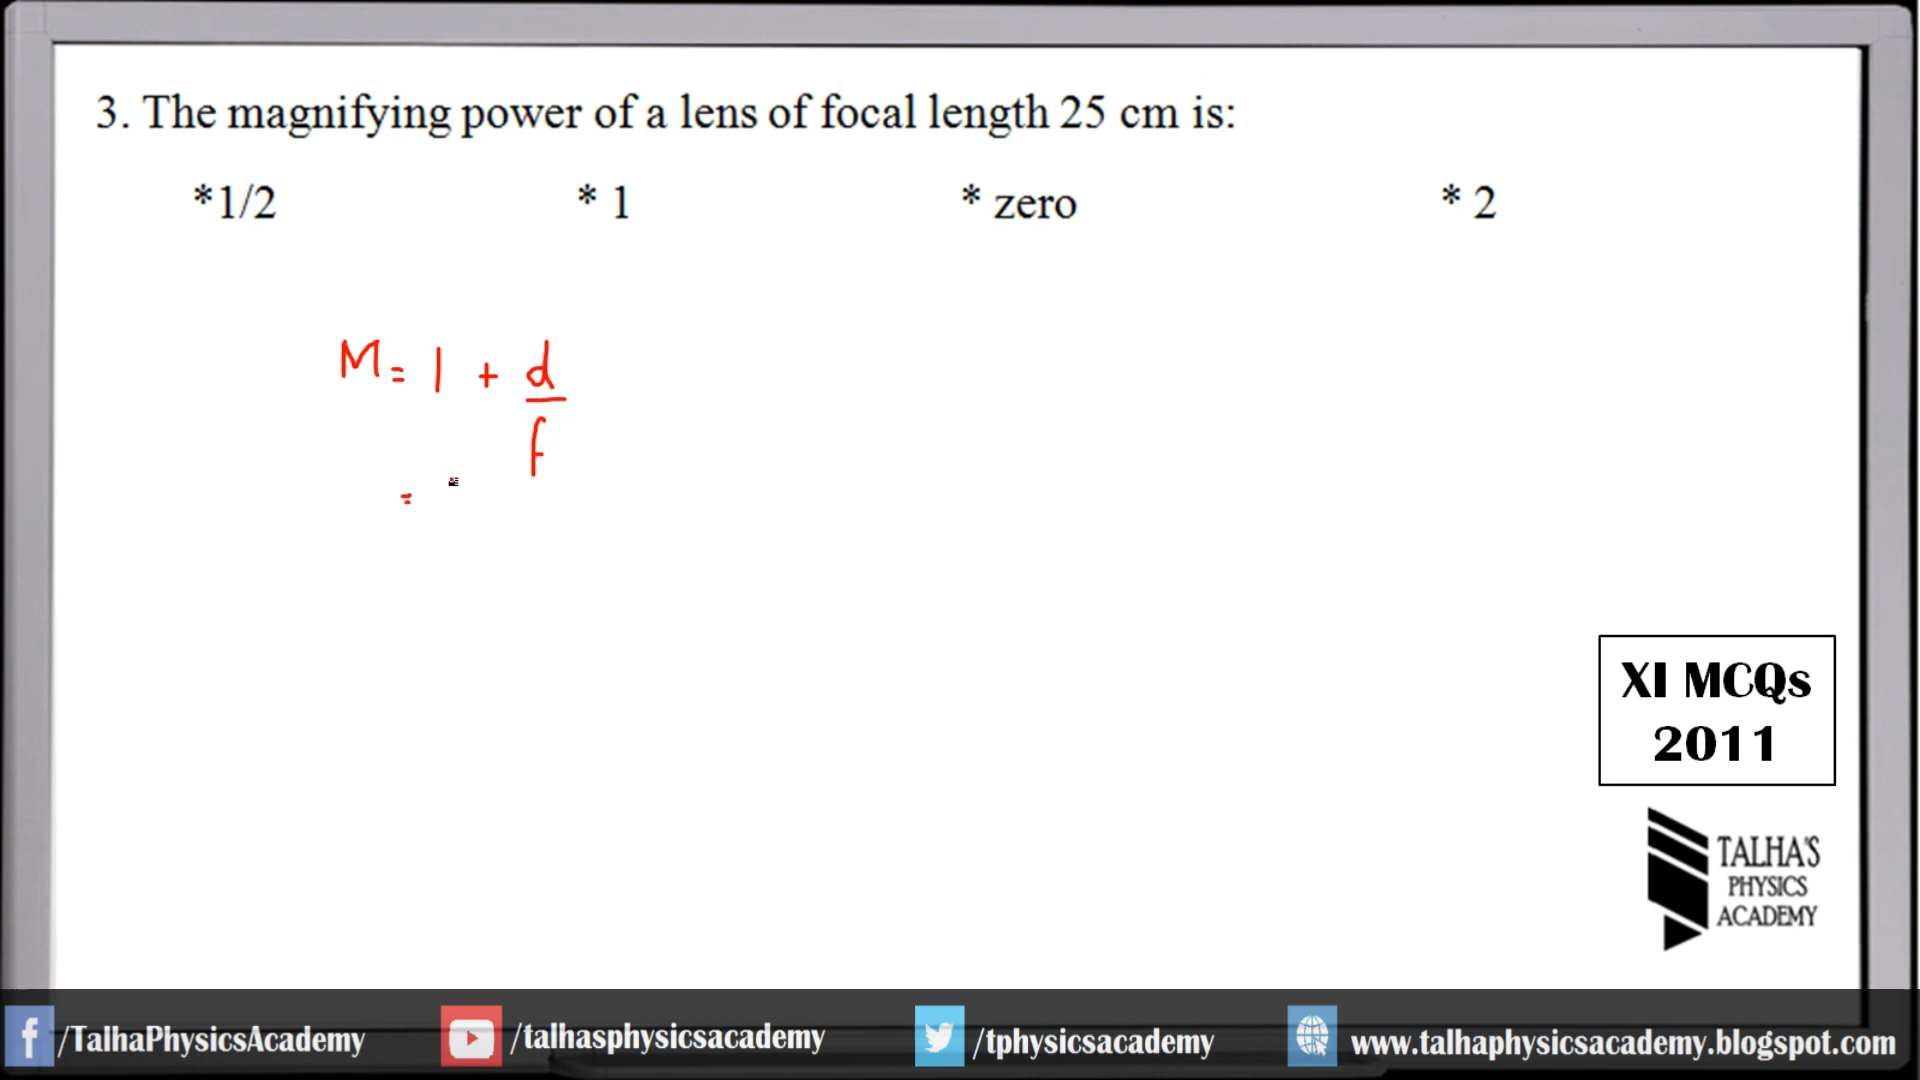 3. The magnifying power of a lens of focal length 25 cm is:
*1/2 * 1 * zero * 2
M = 1 + d
f
=
XI MCQs
2011
TALHA'S
PHYSICS
ACADEMY
/TalhaPhysicsAcademy /talhasphysicsacademy /tphysicsacademy www.talhaphysicsacademy.blogspot.com